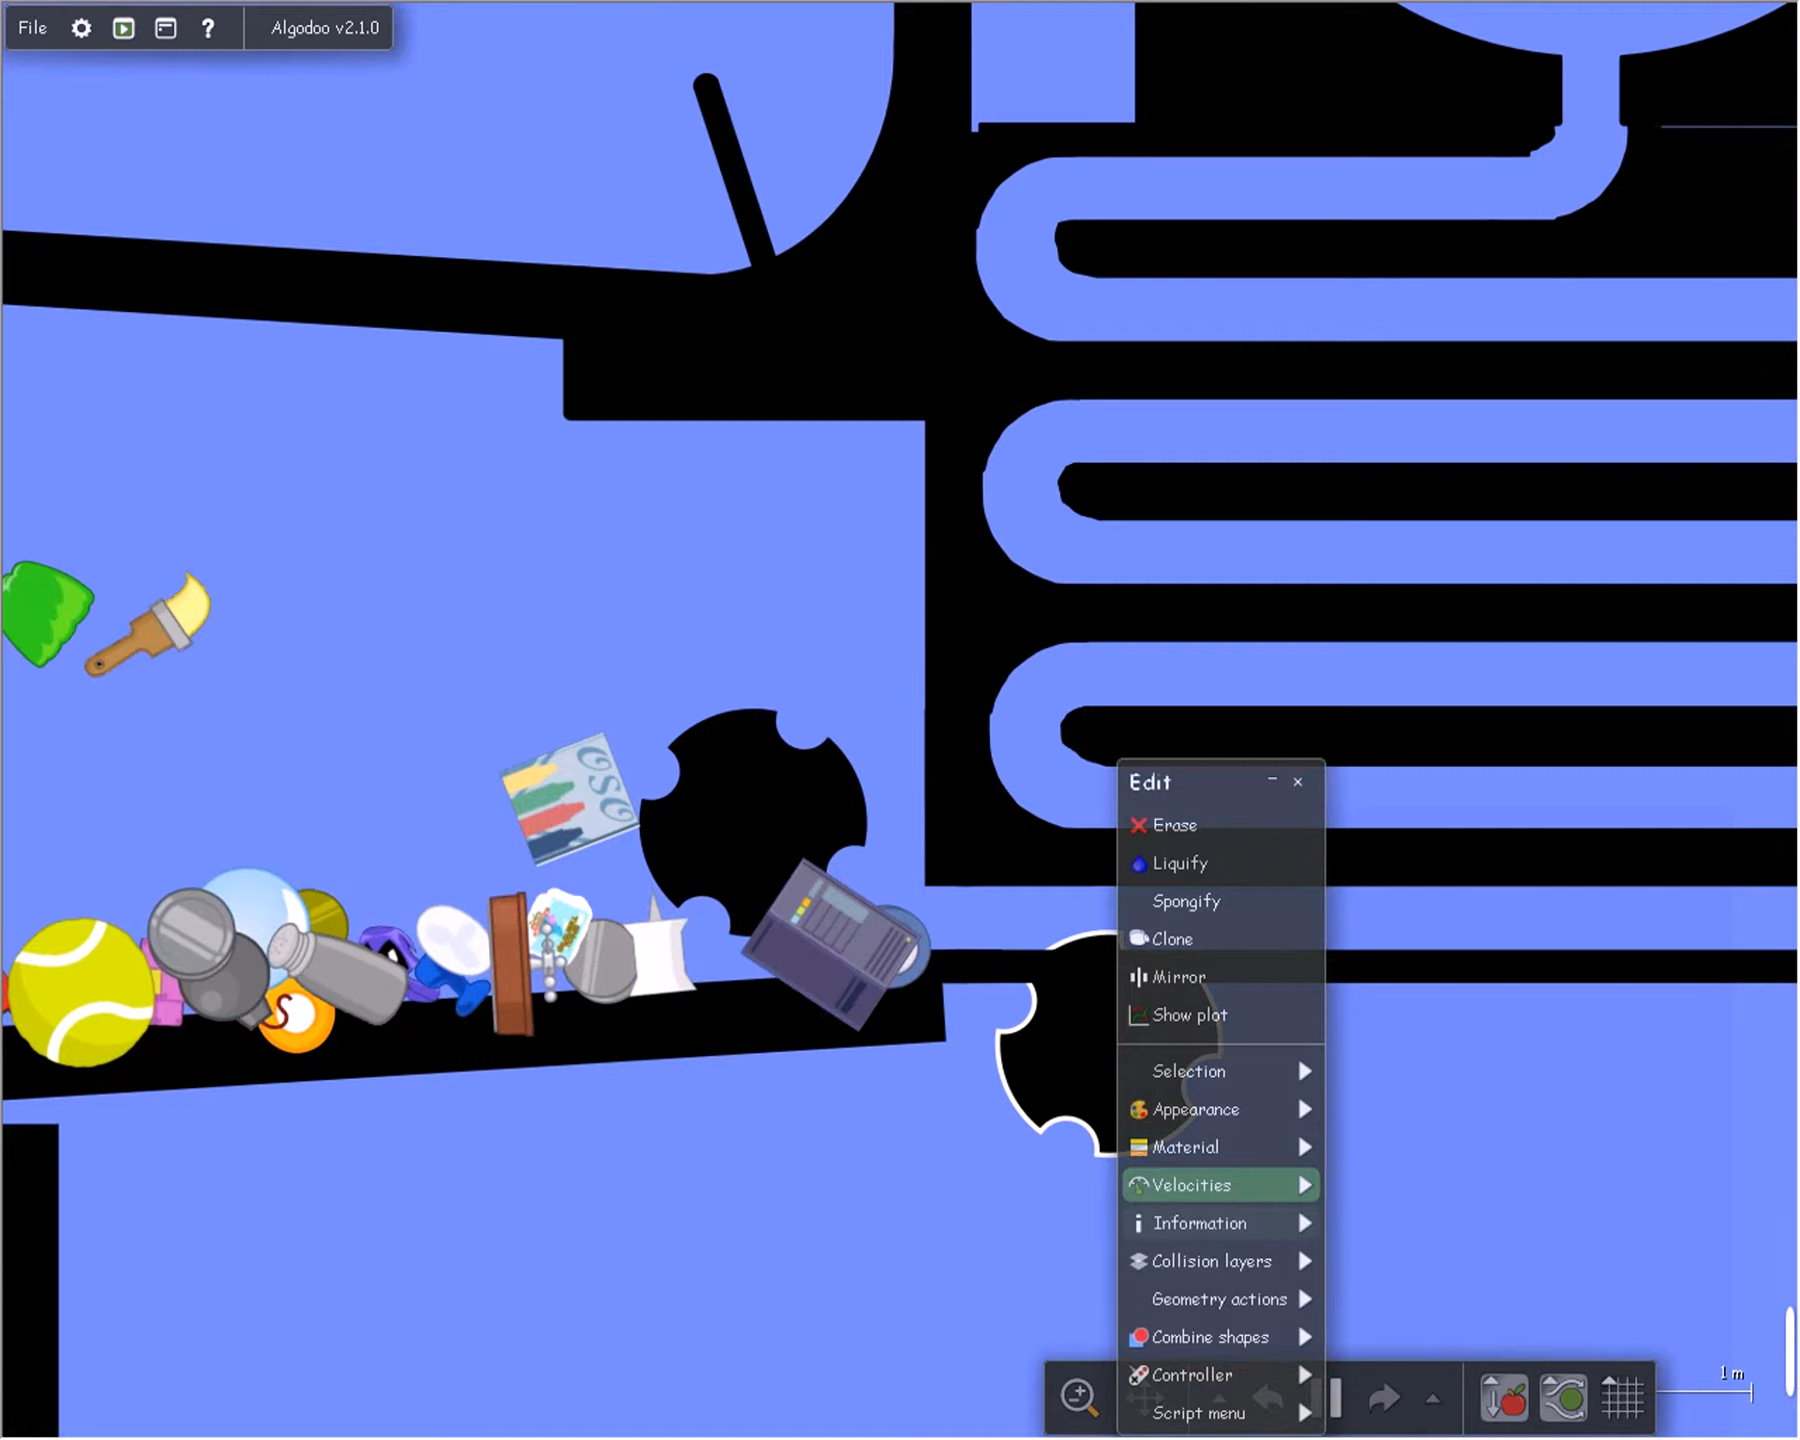 File
?
Algodoo v2.1.0
OSO
S
Edit
Erase
Liquify
Spongify
Clone
Mirror
Show plot
Selection
Appearance
Material
Velocities
Information
Collision layers
Geometry actions
Combine shapes
Controller
Script menu
1 m